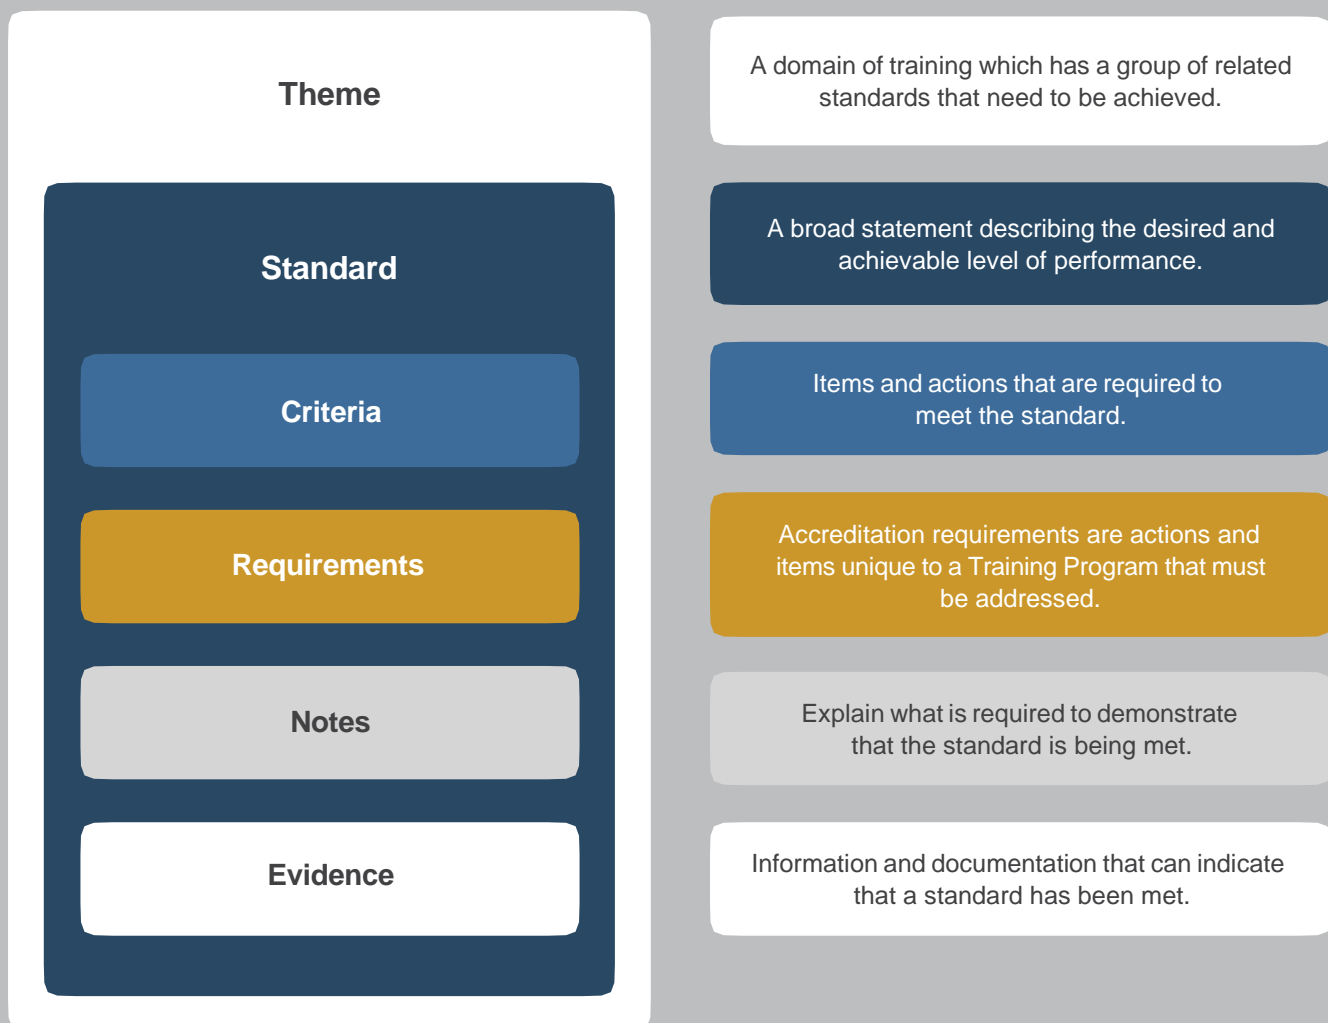 Theme
A domain of training which has a group of related
standards that need to be achieved.
Standard
A broad statement describing the desired and
achievable level of performance.
Criteria
Items and actions that are required to
meet the standard.
Requirements
Accreditation requirements are actions and
items unique to a Training Program that must
be addressed.
Notes
Explain what is required to demonstrate
that the standard is being met.
Evidence
Information and documentation that can indicate
that a standard has been met.